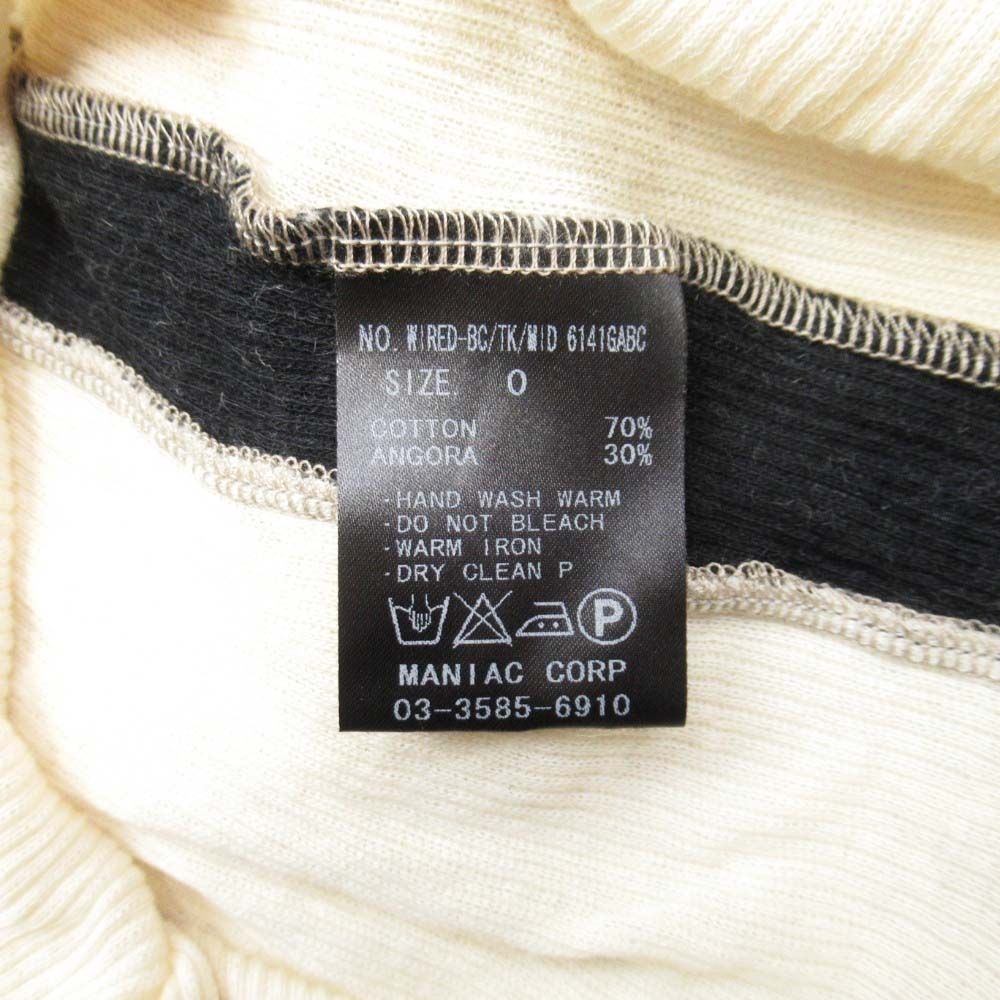 NO. WIRED-BC/TK/MID 6141GABC
SIZE. 0
COTTON 70%
ANGORA 30%
·HAND WASH WARM
·DO NOT BLEACH
·WARM IRON
·DRY CLEAN P
P
MANIAC CORP
03-3585-6910